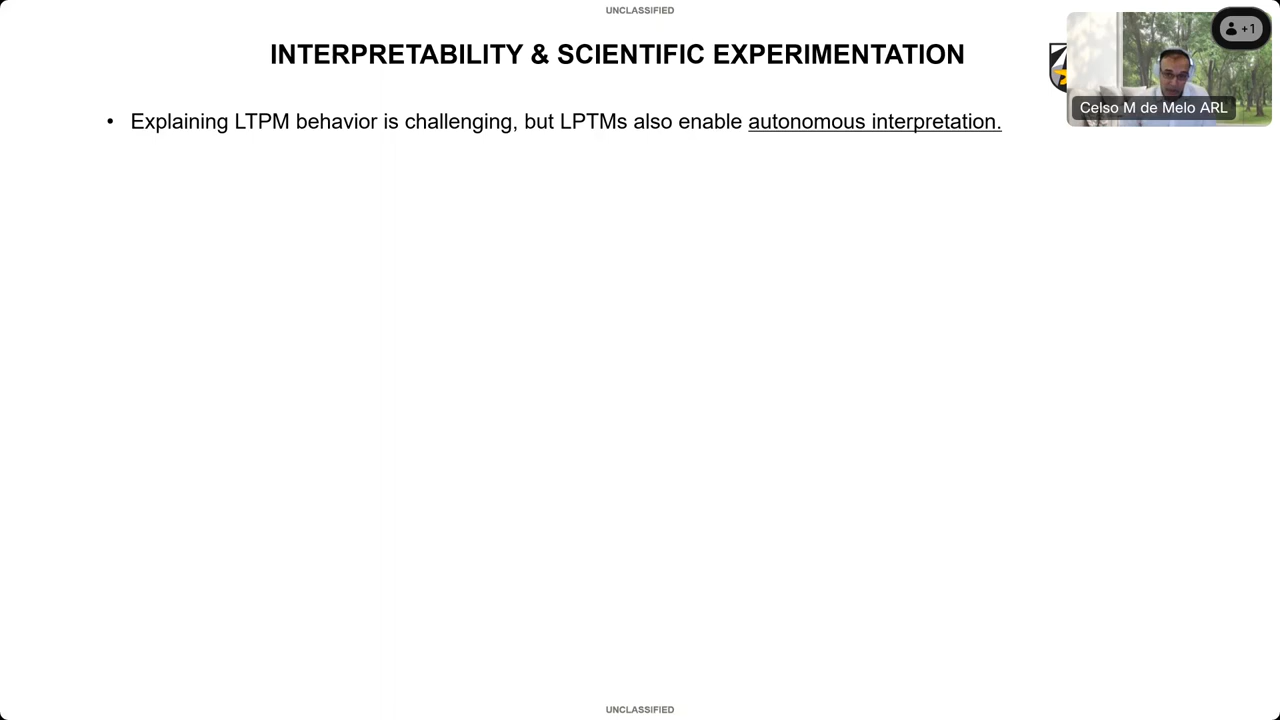 UNCLASSIFIED
INTERPRETABILITY & SCIENTIFIC EXPERIMENTATION
+1
Celso M de Melo ARL
• Explaining LTPM behavior is challenging, but LPTMs also enable autonomous interpretation.
UNCLASSIFIED